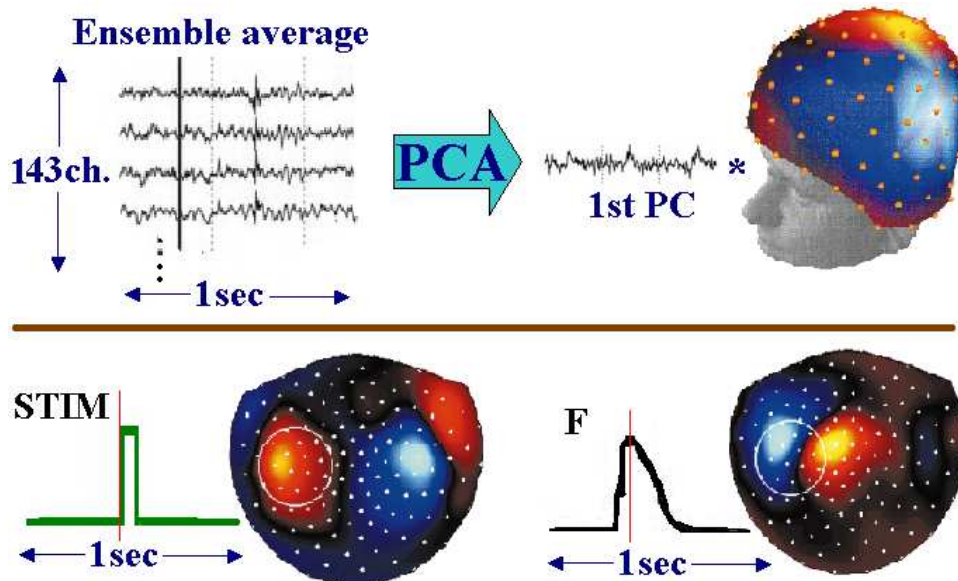 Ensemble average
143ch.
PCA
*
1st PC
1sec
STIM
1sec
F
1sec